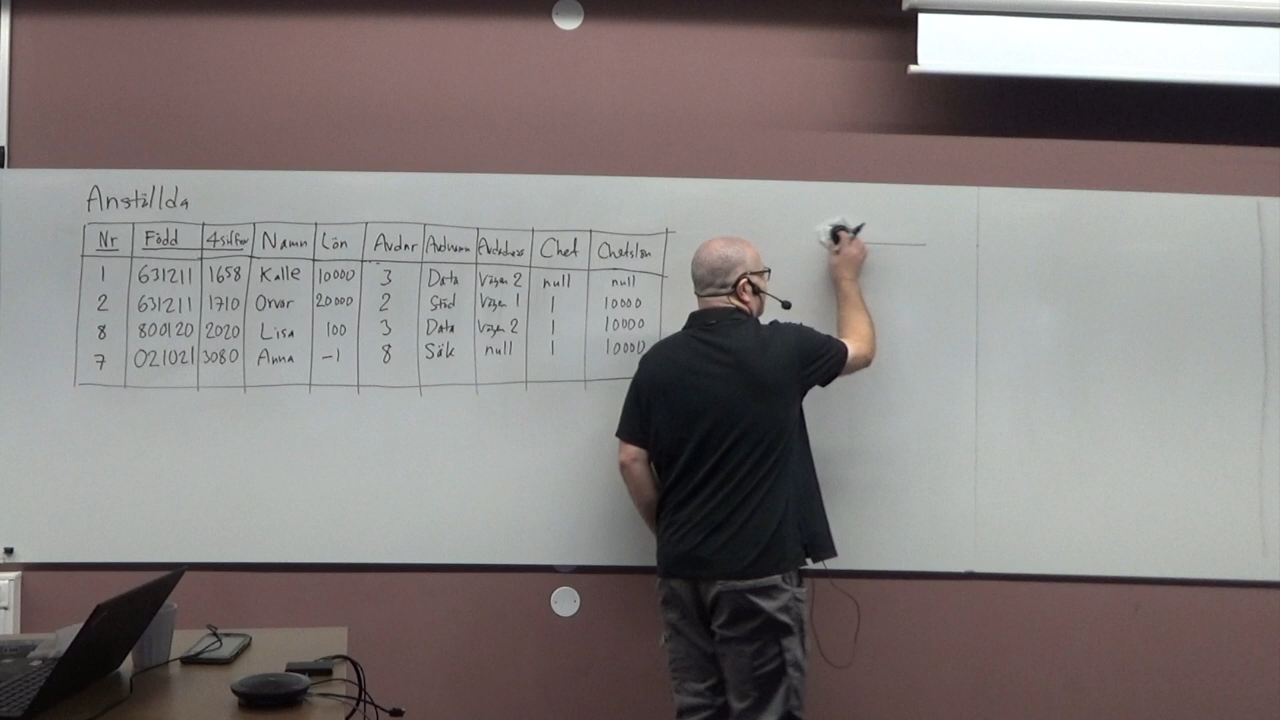 Anställda
Nr Född 4siffor Namn Lön Avdnr Avdnamn Avdadress Chef Chefslön
1 631211 1658 Kalle 10000 3 Data Vägen 2 null null
2 631211 1710 Orvar 20000 2 Städ Vägen 1 1 10000
8 800120 2020 Lisa 100 3 Data Vägen 2 1 10000
7 021021 3080 Anna -1 8 Säk null 1 10000